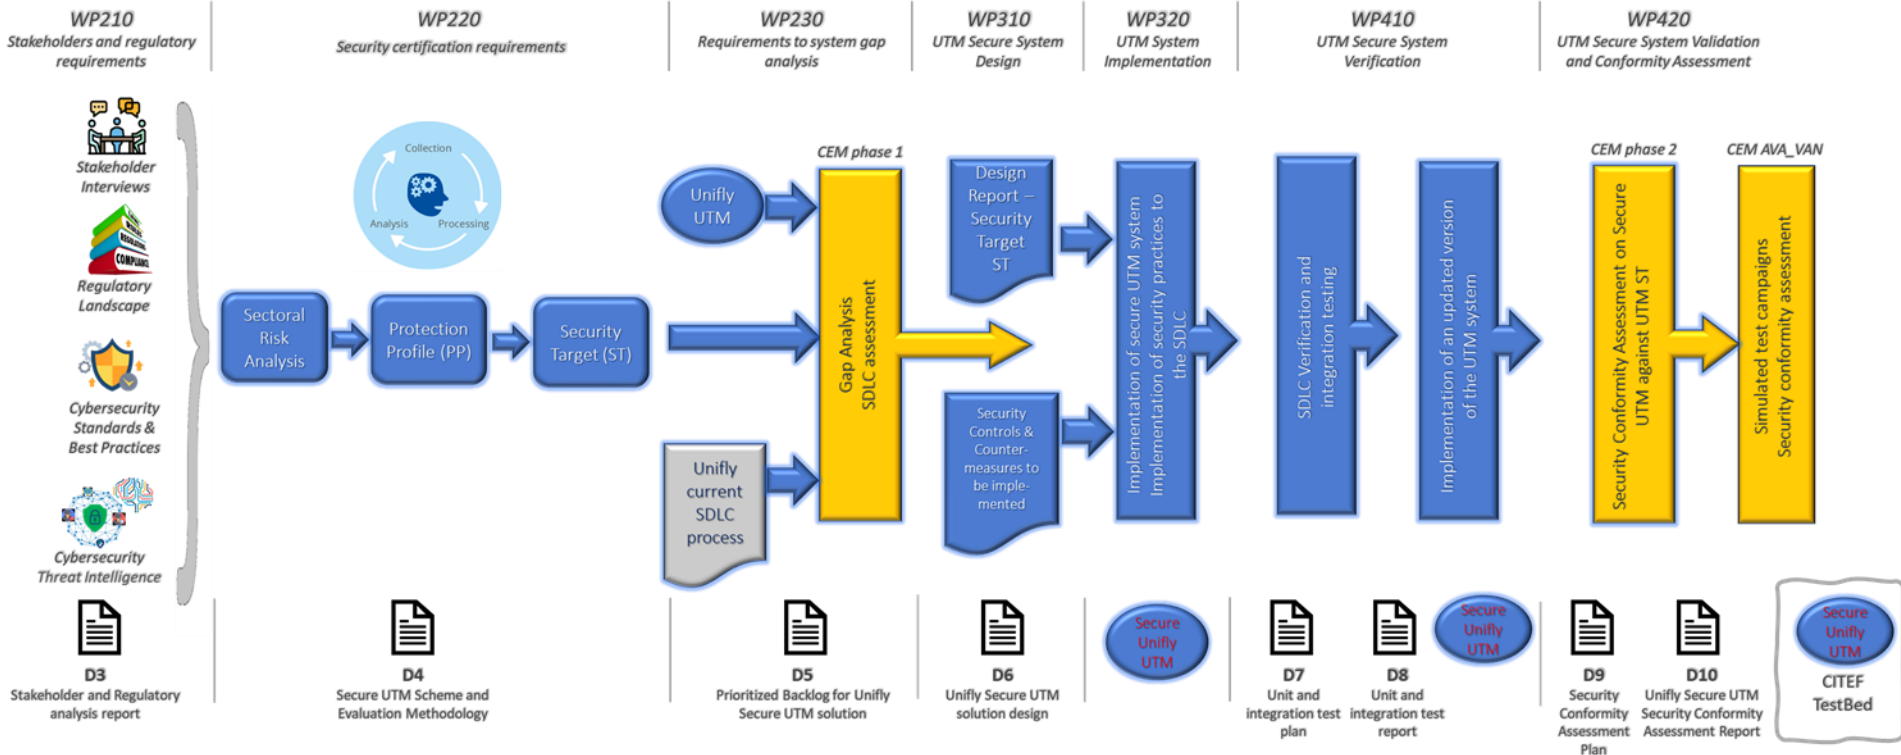 WP210
Stakeholders and regulatory
requirements
WP220
Security certification requirements
WP230
Requirements to system gap
analysis
WP310
UTM Secure System
Design
WP320
UTM System
Implementation
WP410
UTM Secure System
Verification
WP420
UTM Secure System Validation
and Conformity Assessment
Stakeholder
Interviews
REGULATIONS
COMPLIANCE
Regulatory
Landscape
Cybersecurity
Standards &
Best Practices
Cybersecurity
Threat Intelligence
Collection
Analysis
Processing
Sectoral
Risk
Analysis
Protection
Profile (PP)
Security
Target (ST)
Unifly
UTM
Unifly
current
SDLC
process
CEM phase 1
Gap Analysis
SDLC assessment
Design
Report –
Security
Target
ST
Security
Controls &
Counter-
measures to
be imple-
mented
Implementation of secure UTM system
Implementation of security practices to
the SDLC
SDLC Verification and
integration testing
Implementation of an updated version
of the UTM system
CEM phase 2
Security Conformity Assessment on Secure
UTM against UTM ST
CEM AVA_VAN
Simulated test campaigns
Security conformity assessment
D3
Stakeholder and Regulatory
analysis report
D4
Secure UTM Scheme and
Evaluation Methodology
D5
Prioritized Backlog for Unifly
Secure UTM solution
D6
Unifly Secure UTM
solution design
Secure
Unifly
UTM
D7
Unit and
integration test
plan
D8
Unit and
integration test
report
Secure
Unifly
UTM
D9
Security
Conformity
Assessment
Plan
D10
Unifly Secure UTM
Security Conformity
Assessment Report
Secure
Unifly
UTM
CITEF
TestBed